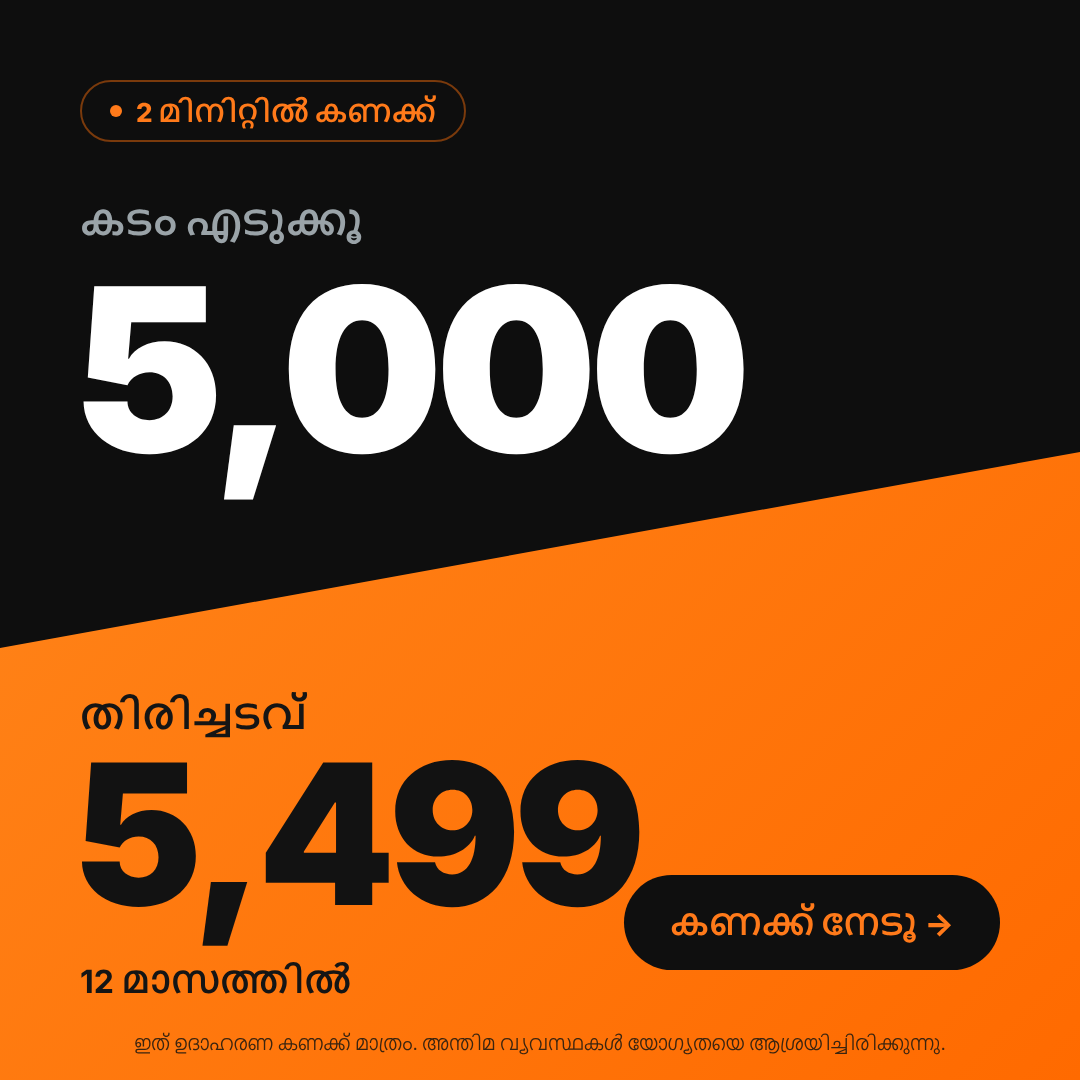 • 2 മിനിറ്റിൽ കണക്ക്
കടം എടുക്കൂ
5,000
തിരിച്ചടവ്
5,499
കണക്ക് നേടൂ →
12 മാസത്തിൽ
ഇത് ഉദാഹരണ കണക്ക് മാത്രം. അന്തിമ വ്യവസ്ഥകൾ യോഗ്യതയെ ആശ്രയിച്ചിരിക്കുന്നു.